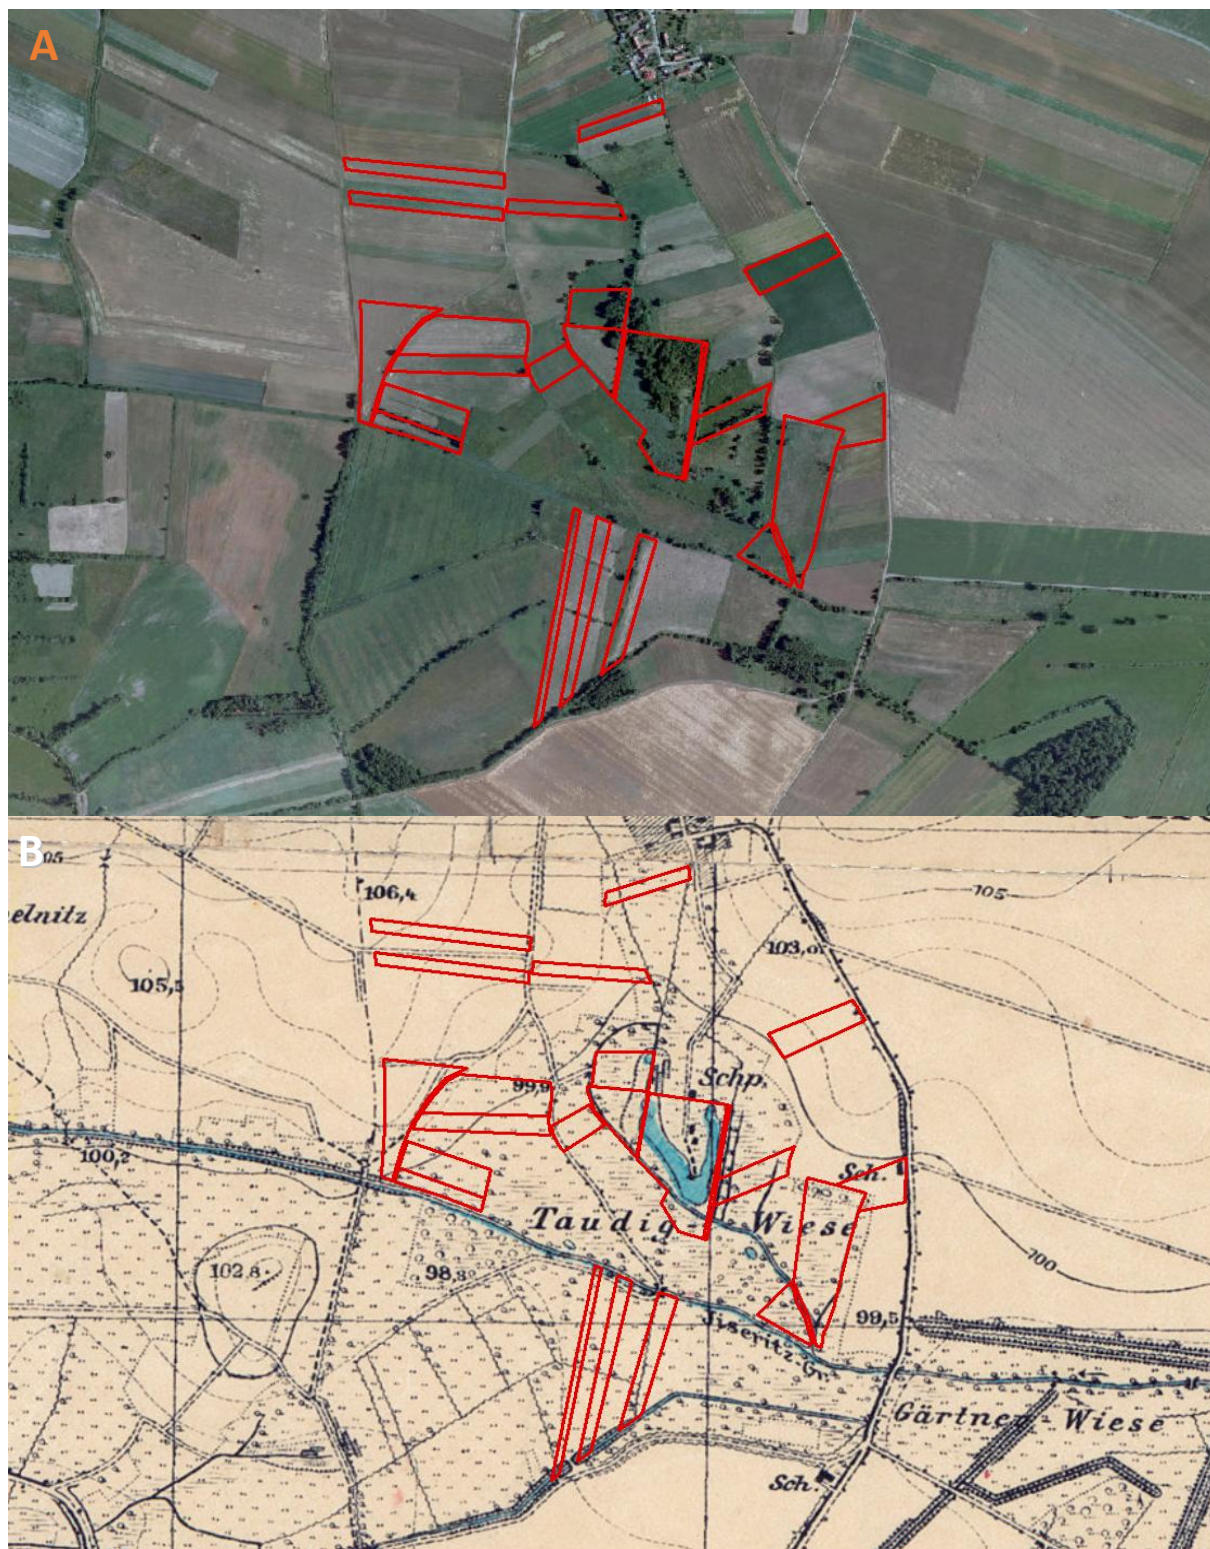 A
B
05
105
106,4
elnitz
103,0
105,5
99,9
Schp.
100,2
Sch.
Taudig - Wiese
102,8
98,3
100
99,5
Jiseritz-Gr.
Gärtner - Wiese
Sch.